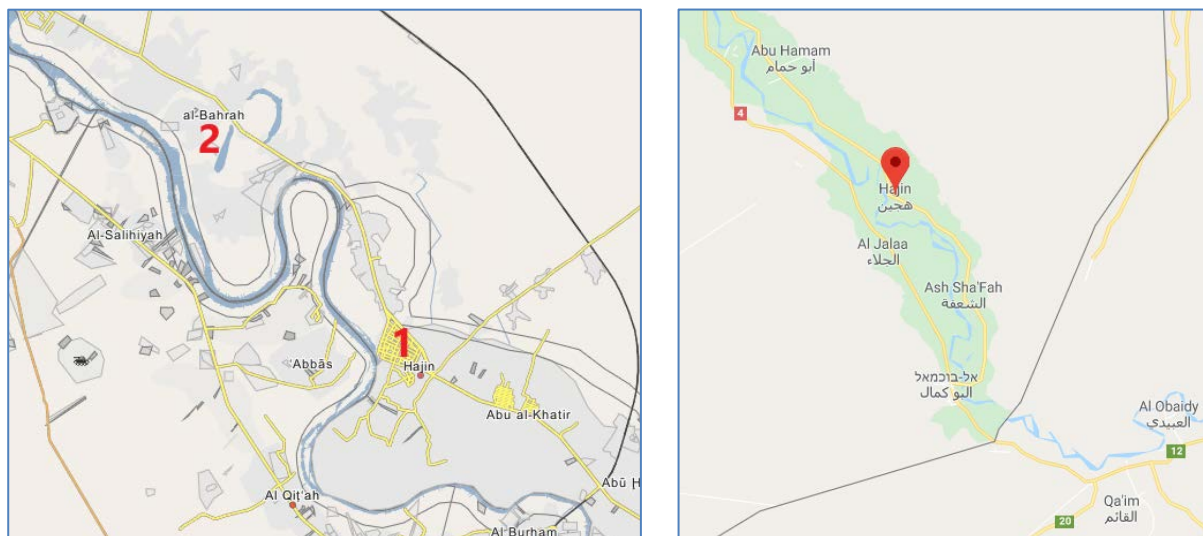 al-Bahrah
2
Al-Salihiyah
1
'Abbās
Hajin
Abu al-Khatir
Al Qiţ'ah
Abū Ḩ
Al Burham
Abu Hamam
أبو حمام
4
Hajin
هجين
Al Jalaa
الجلاء
Ash Sha'Fah
الشعفة
אל-בוכמאל
البو كمال
Al Obaidy
العبيدي
12
Qa'im
القائم
20